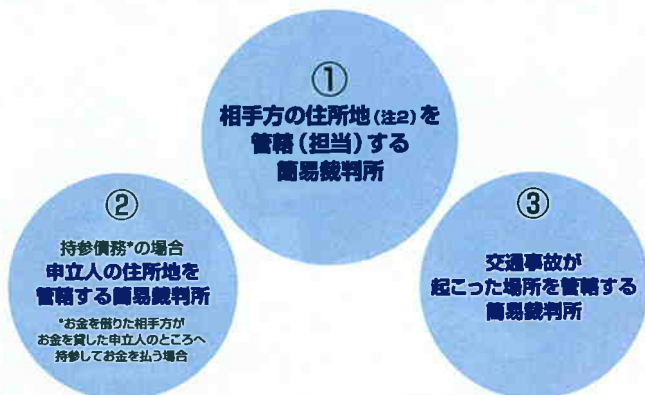 ①
相手方の住所地(注2)を
管轄(担当)する
簡易裁判所
②
持参債務*の場合
申立人の住所地を
管轄する簡易裁判所
*お金を借りた相手方が
お金を貸した申立人のところへ
持参してお金を払う場合
③
交通事故が
起こった場所を管轄する
簡易裁判所